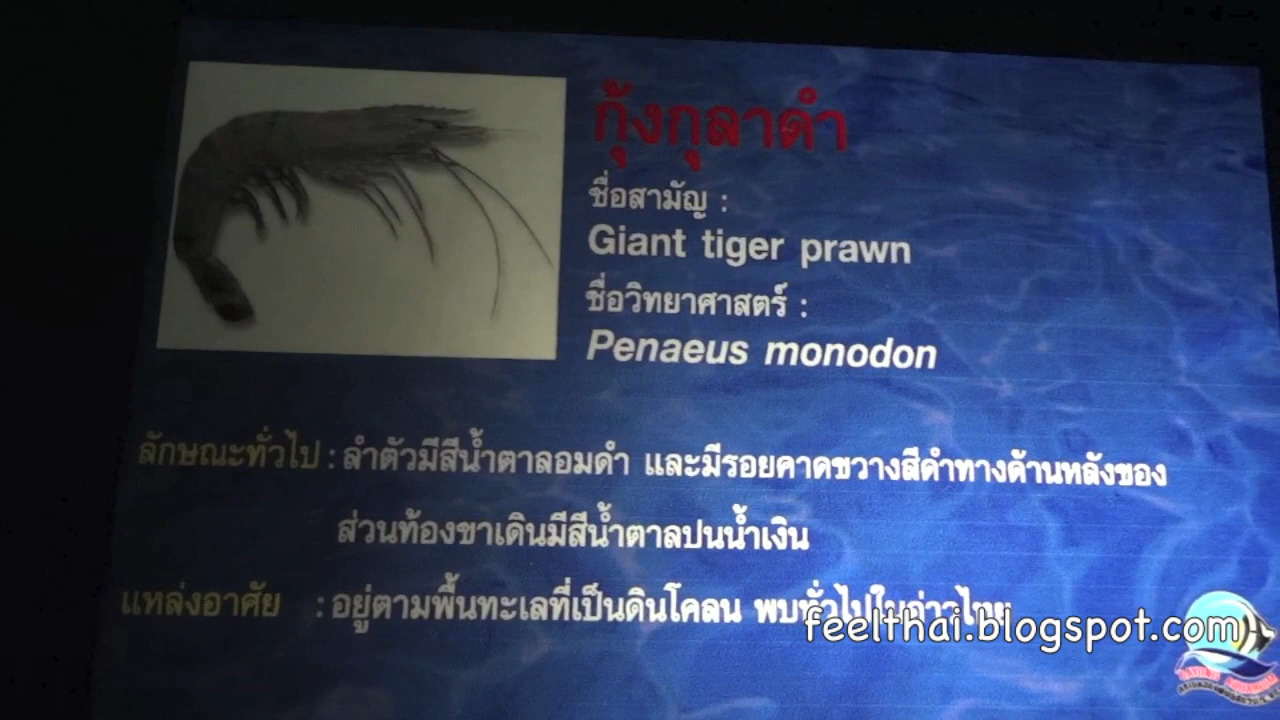 กุ้งกุลาดำ
ชื่อสามัญ :
Giant tiger prawn
ชื่อวิทยาศาสตร์ :
Penaeus monodon
ลักษณะทั่วไป : ลำตัวมีสีน้ำตาลอมดำ และมีรอยคาดขวางสีดำทางด้านหลังของ
ส่วนท้องขาเดินมีสีน้ำตาลปนน้ำเงิน
แหล่งอาศัย : อยู่ตามพื้นทะเลที่เป็นดินโคลน พบทั่วไปในอ่าวไทย
feelthai.blogspot.com